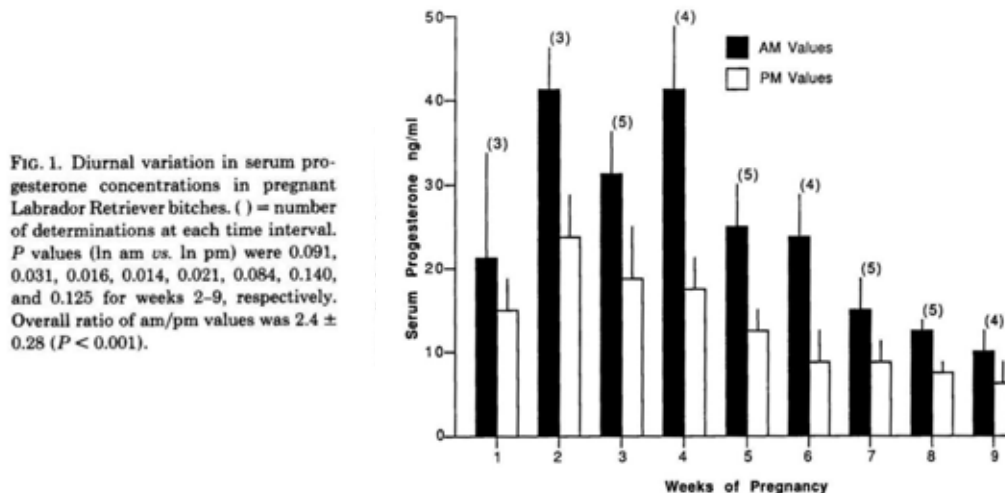 FIG. 1. Diurnal variation in serum pro-
gesterone concentrations in pregnant
Labrador Retriever bitches. ( ) = number
of determinations at each time interval.
P values (ln am vs. ln pm) were 0.091,
0.031, 0.016, 0.014, 0.021, 0.084, 0.140,
and 0.125 for weeks 2–9, respectively.
Overall ratio of am/pm values was 2.4 ±
0.28 (P < 0.001).
50
40
30
20
10
0
Serum Progesterone ng/ml
(3)
(3)
(5)
(4)
(5)
(4)
(5)
(5)
(4)
AM Values
PM Values
1 2 3 4 5 6 7 8 9
Weeks of Pregnancy